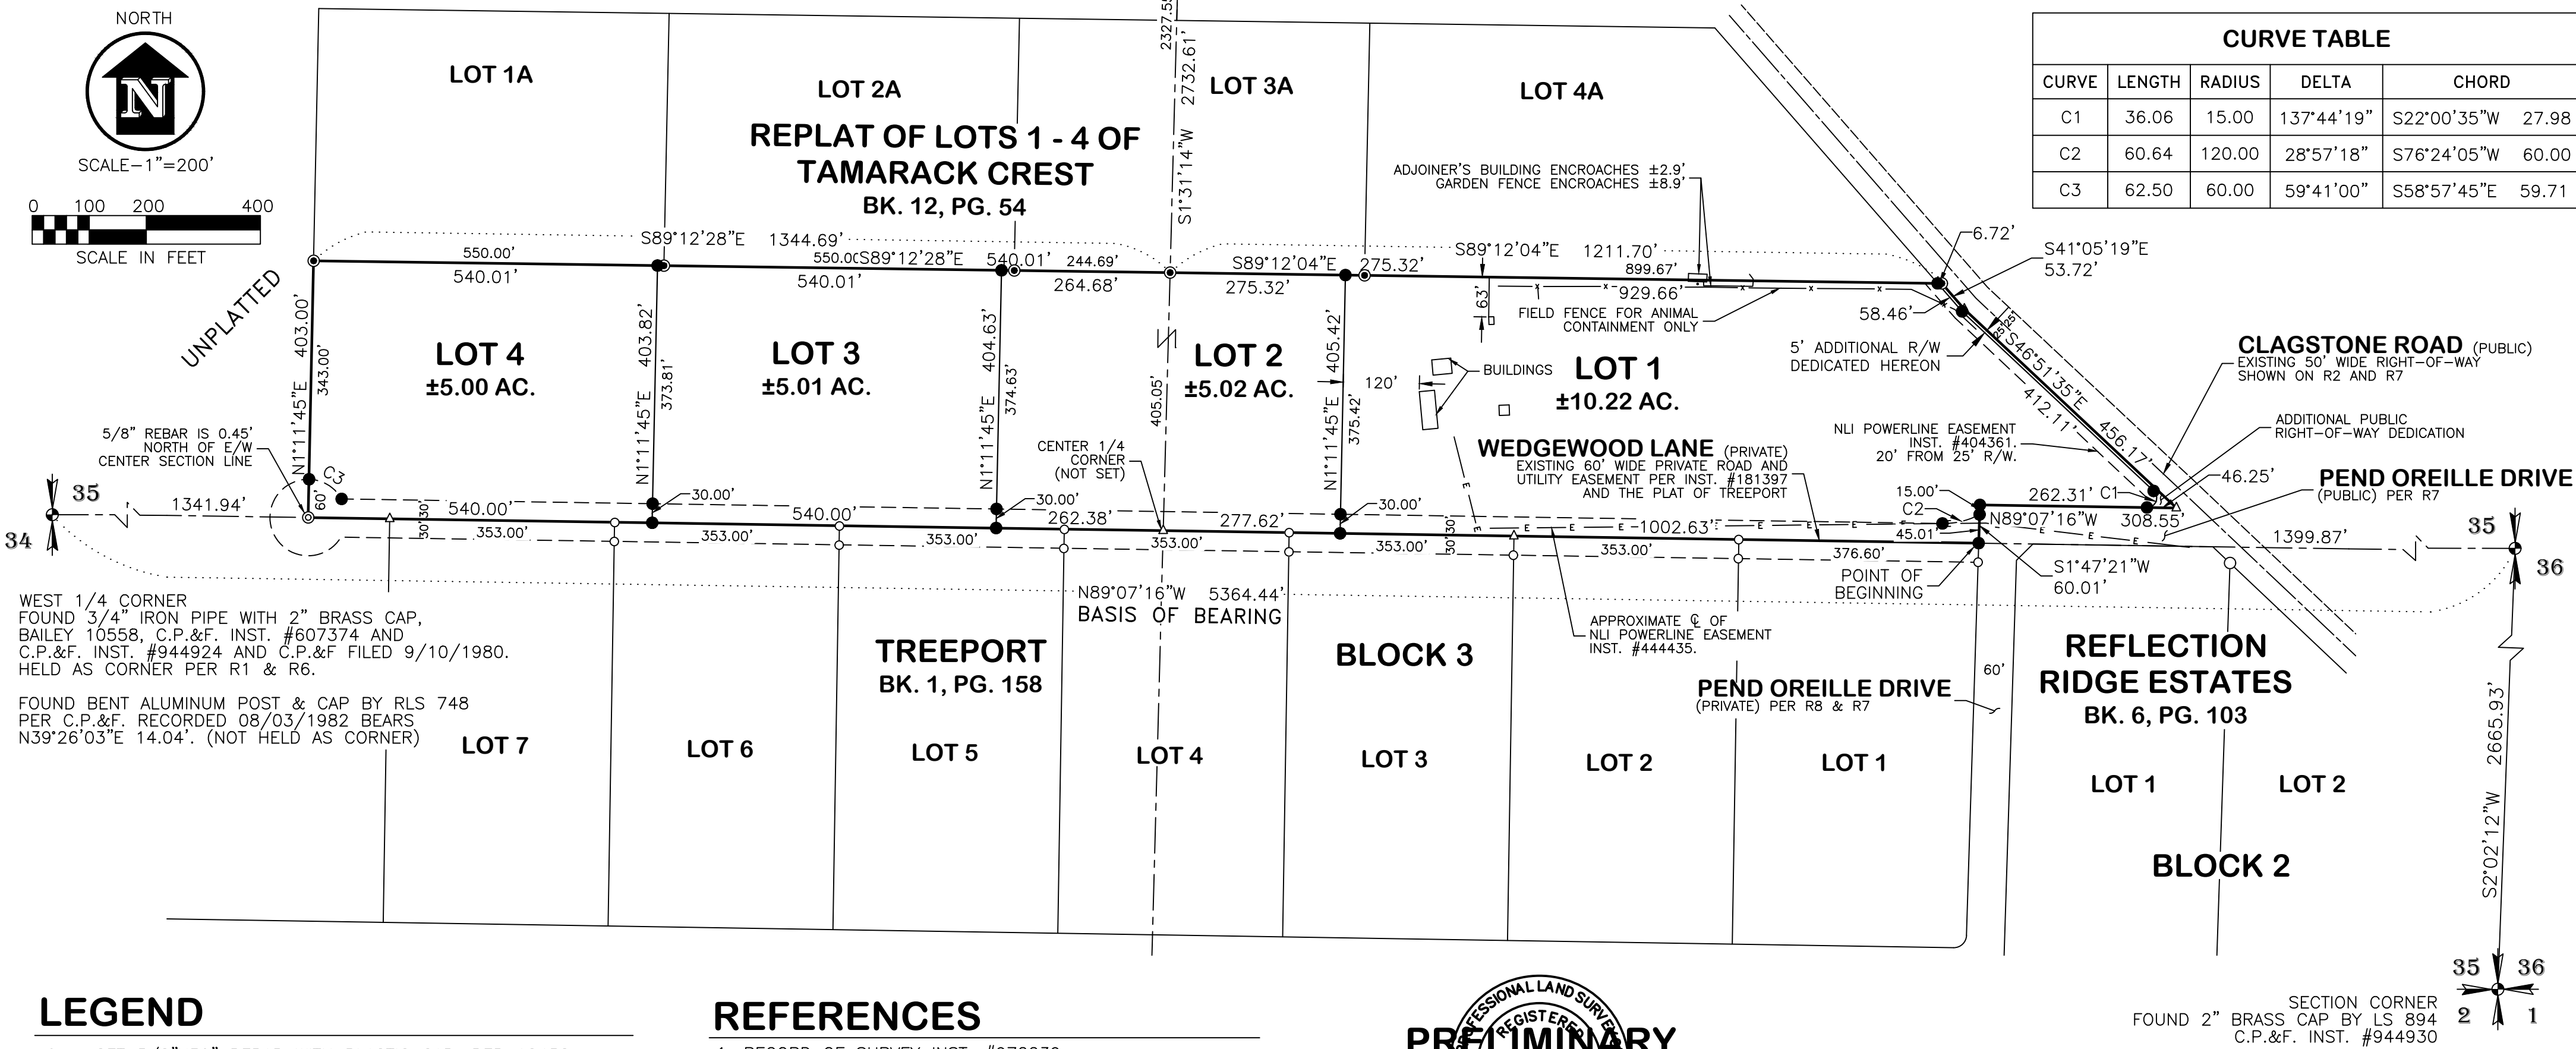 NORTH
N
SCALE-1"=200'
0 100 200 400
SCALE IN FEET
LOT 1A
LOT 2A
LOT 3A
LOT 4A
REPLAT OF LOTS 1 - 4 OF
TAMARACK CREST
BK. 12, PG. 54
S1°31'14"W 2732.61'
ADJOINER'S BUILDING ENCROACHES ±2.9'
GARDEN FENCE ENCROACHES ±8.9'
CURVE TABLE
CURVE LENGTH RADIUS DELTA CHORD
C1 36.06 15.00 137°44'19" S22°00'35"W 27.98
C2 60.64 120.00 28°57'18" S76°24'05"W 60.00
C3 62.50 60.00 59°41'00" S58°57'45"E 59.71
S89°12'28"E 1344.69'
S89°12'04"E 1211.70'
6.72'
S41°05'19"E
53.72'
550.00'
S89°12'28"E 540.01'
244.69'
S89°12'04"E 275.32'
899.67'
540.01'
540.01'
264.68'
275.32'
929.66'
58.46'
63'
FIELD FENCE FOR ANIMAL
CONTAINMENT ONLY
UNPLATTED
N1°11'45"E 403.00'
343.00'
LOT 4
±5.00 AC.
N1°11'45"E 403.82'
373.81'
LOT 3
±5.01 AC.
N1°11'45"E 404.63'
374.63'
405.05'
LOT 2
±5.02 AC.
N1°11'45"E 405.42'
375.42'
120'
BUILDINGS
LOT 1
±10.22 AC.
5' ADDITIONAL R/W
DEDICATED HEREON
S46°51'35"E 456.17'
412.11'
CLAGSTONE ROAD (PUBLIC)
EXISTING 50' WIDE RIGHT-OF-WAY
SHOWN ON R2 AND R7
ADDITIONAL PUBLIC
RIGHT-OF-WAY DEDICATION
NLI POWERLINE EASEMENT
INST. #404361.
20' FROM 25' R/W.
WEDGEWOOD LANE (PRIVATE)
EXISTING 60' WIDE PRIVATE ROAD AND
UTILITY EASEMENT PER INST. #181397
AND THE PLAT OF TREEPORT
5/8" REBAR IS 0.45'
NORTH OF E/W
CENTER SECTION LINE
CENTER 1/4
CORNER
(NOT SET)
46.25'
PEND OREILLE DRIVE
(PUBLIC) PER R7
35
34
1341.94'
60'
C3
30' 30'
540.00'
30.00'
540.00'
30.00'
262.38'
277.62'
30.00'
30' 30'
1002.63'
15.00'
C2
45.01'
262.31'
C1
N89°07'16"W 308.55'
1399.87'
35
36
353.00'
353.00'
353.00'
353.00'
353.00'
353.00'
376.60'
POINT OF
BEGINNING
S1°47'21"W
60.01'
N89°07'16"W 5364.44'
BASIS OF BEARING
WEST 1/4 CORNER
FOUND 3/4" IRON PIPE WITH 2" BRASS CAP,
BAILEY 10558, C.P.&F. INST. #607374 AND
C.P.&F. INST. #944924 AND C.P.&F FILED 9/10/1980.
HELD AS CORNER PER R1 & R6.
FOUND BENT ALUMINUM POST & CAP BY RLS 748
PER C.P.&F. RECORDED 08/03/1982 BEARS
N39°26'03"E 14.04'. (NOT HELD AS CORNER)
APPROXIMATE ℄ OF
NLI POWERLINE EASEMENT
INST. #444435.
TREEPORT
BK. 1, PG. 158
BLOCK 3
PEND OREILLE DRIVE
(PRIVATE) PER R8 & R7
60'
REFLECTION
RIDGE ESTATES
BK. 6, PG. 103
S2°02'12"W 2665.93'
LOT 7
LOT 6
LOT 5
LOT 4
LOT 3
LOT 2
LOT 1
LOT 1
LOT 2
BLOCK 2
35 36
2 1
SECTION CORNER
FOUND 2" BRASS CAP BY LS 894
C.P.&F. INST. #944930
LEGEND
REFERENCES
PROFESSIONAL LAND SURVEY
REGISTERED
PRELIMINARY